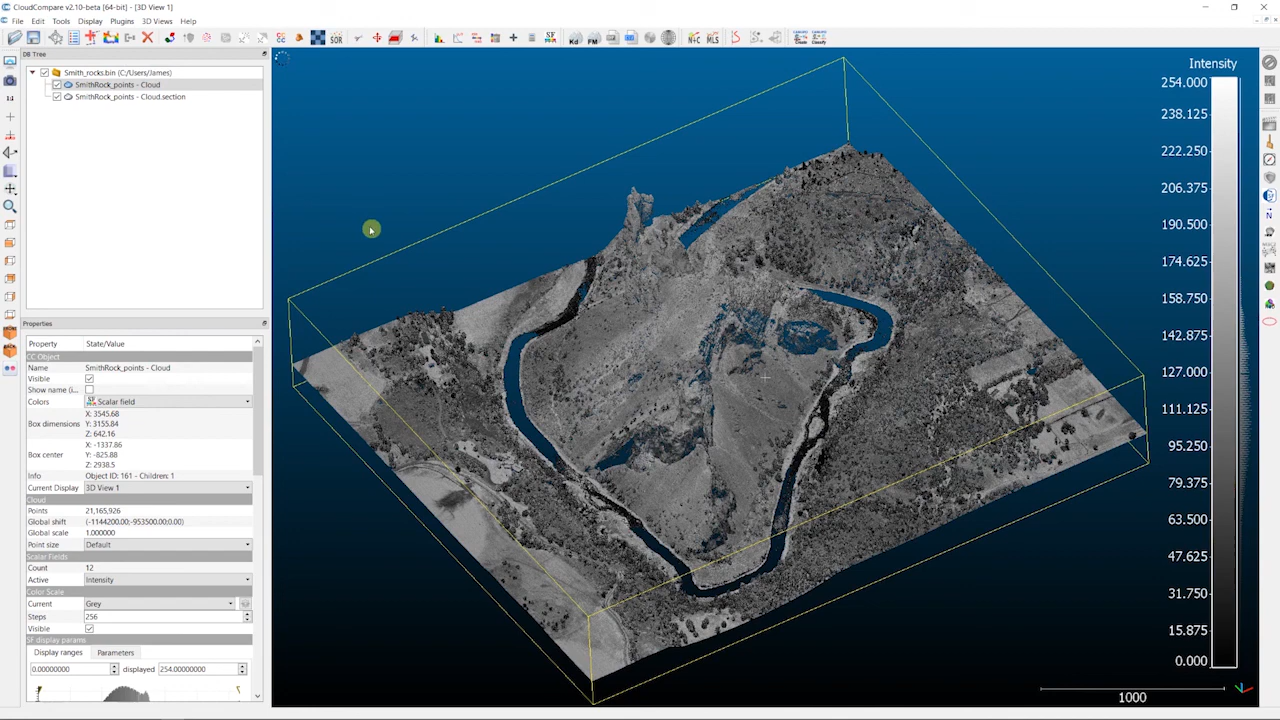 CloudCompare v2.10-beta [64-bit] - [3D View 1]
File Edit Tools Display Plugins 3D Views Help
SOR
SF
Kd FM
N+C M2C
DB Tree
Smith_rocks.bin (C:/Users/James)
SmithRock_points - Cloud
SmithRock_points - Cloud.section
1:1
Properties
Property State/Value
CC Object
Name SmithRock_points - Cloud
Visible
Show name (i...
Colors Scalar field
X: 3545.68
Box dimensions Y: 3155.84
Z: 642.16
X: -1337.86
Box center Y: -825.88
Z: 2938.5
Info Object ID: 161 - Children: 1
Current Display 3D View 1
Cloud
Points 21,165,926
Global shift (-1144200.00;-953500.00;0.00)
Global scale 1.000000
Point size Default
Scalar Fields
Count 12
Active Intensity
Color Scale
Current Grey
Steps 256
Visible
SF display params
Display ranges Parameters
0.00000000 displayed 254.00000000
Intensity
254.000
238.125
222.250
206.375
190.500
174.625
158.750
142.875
127.000
111.125
95.250
79.375
63.500
47.625
31.750
15.875
0.000
1000